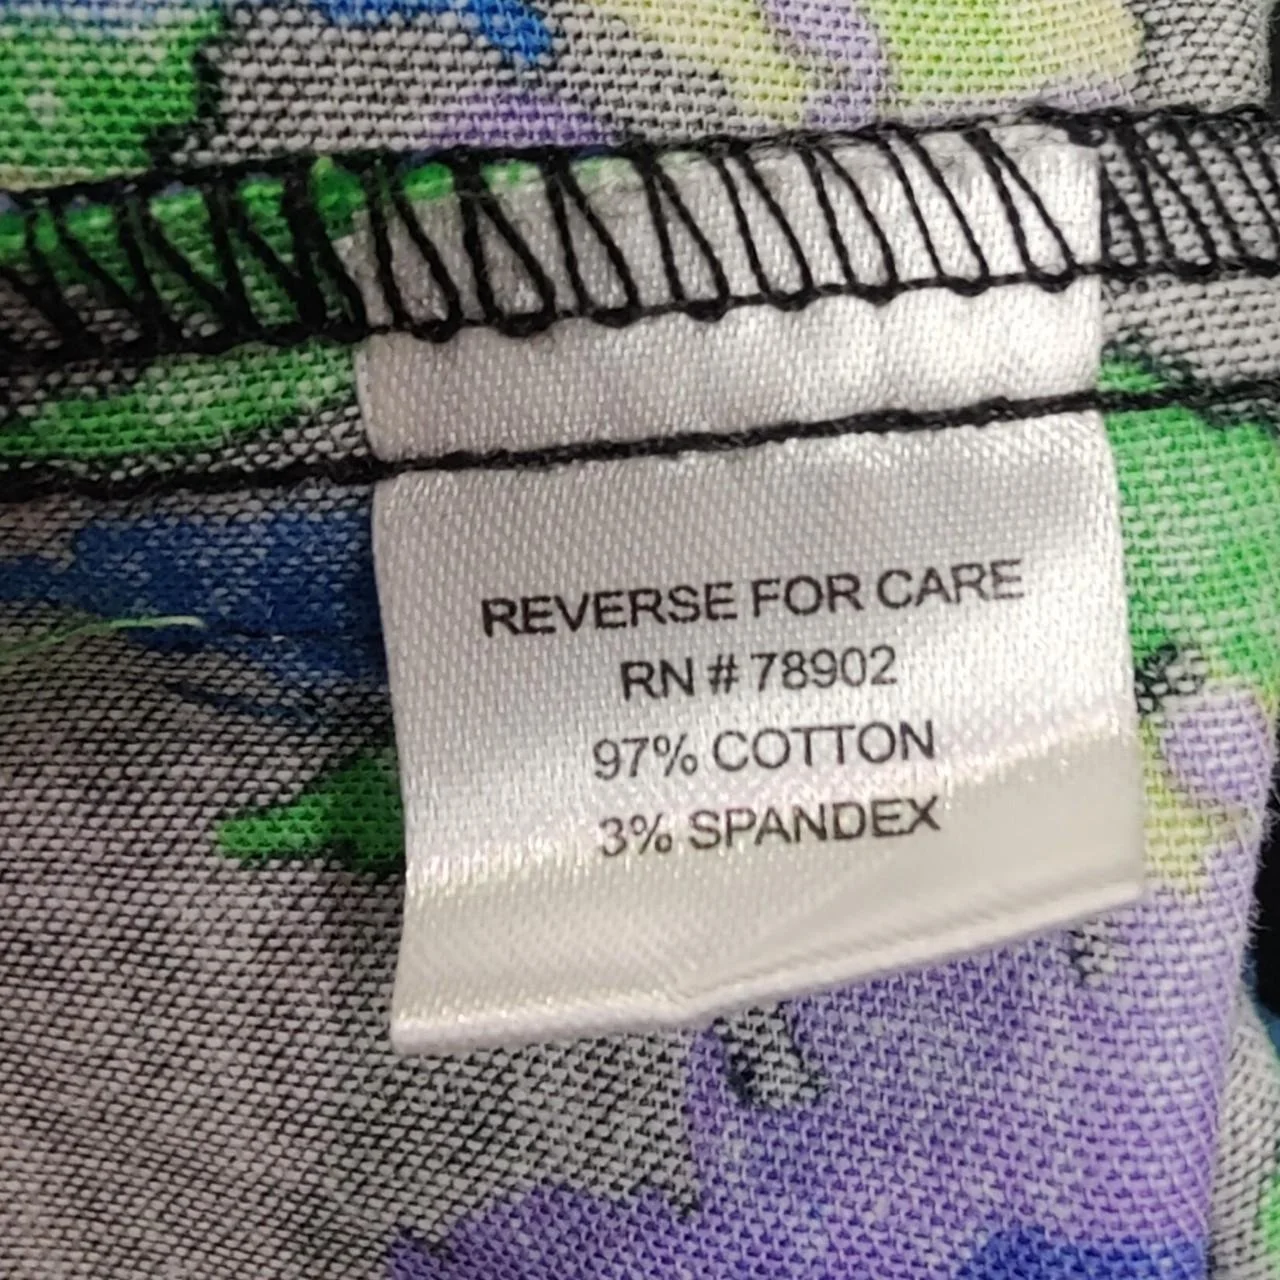 REVERSE FOR CARE
RN # 78902
97% COTTON
3% SPANDEX